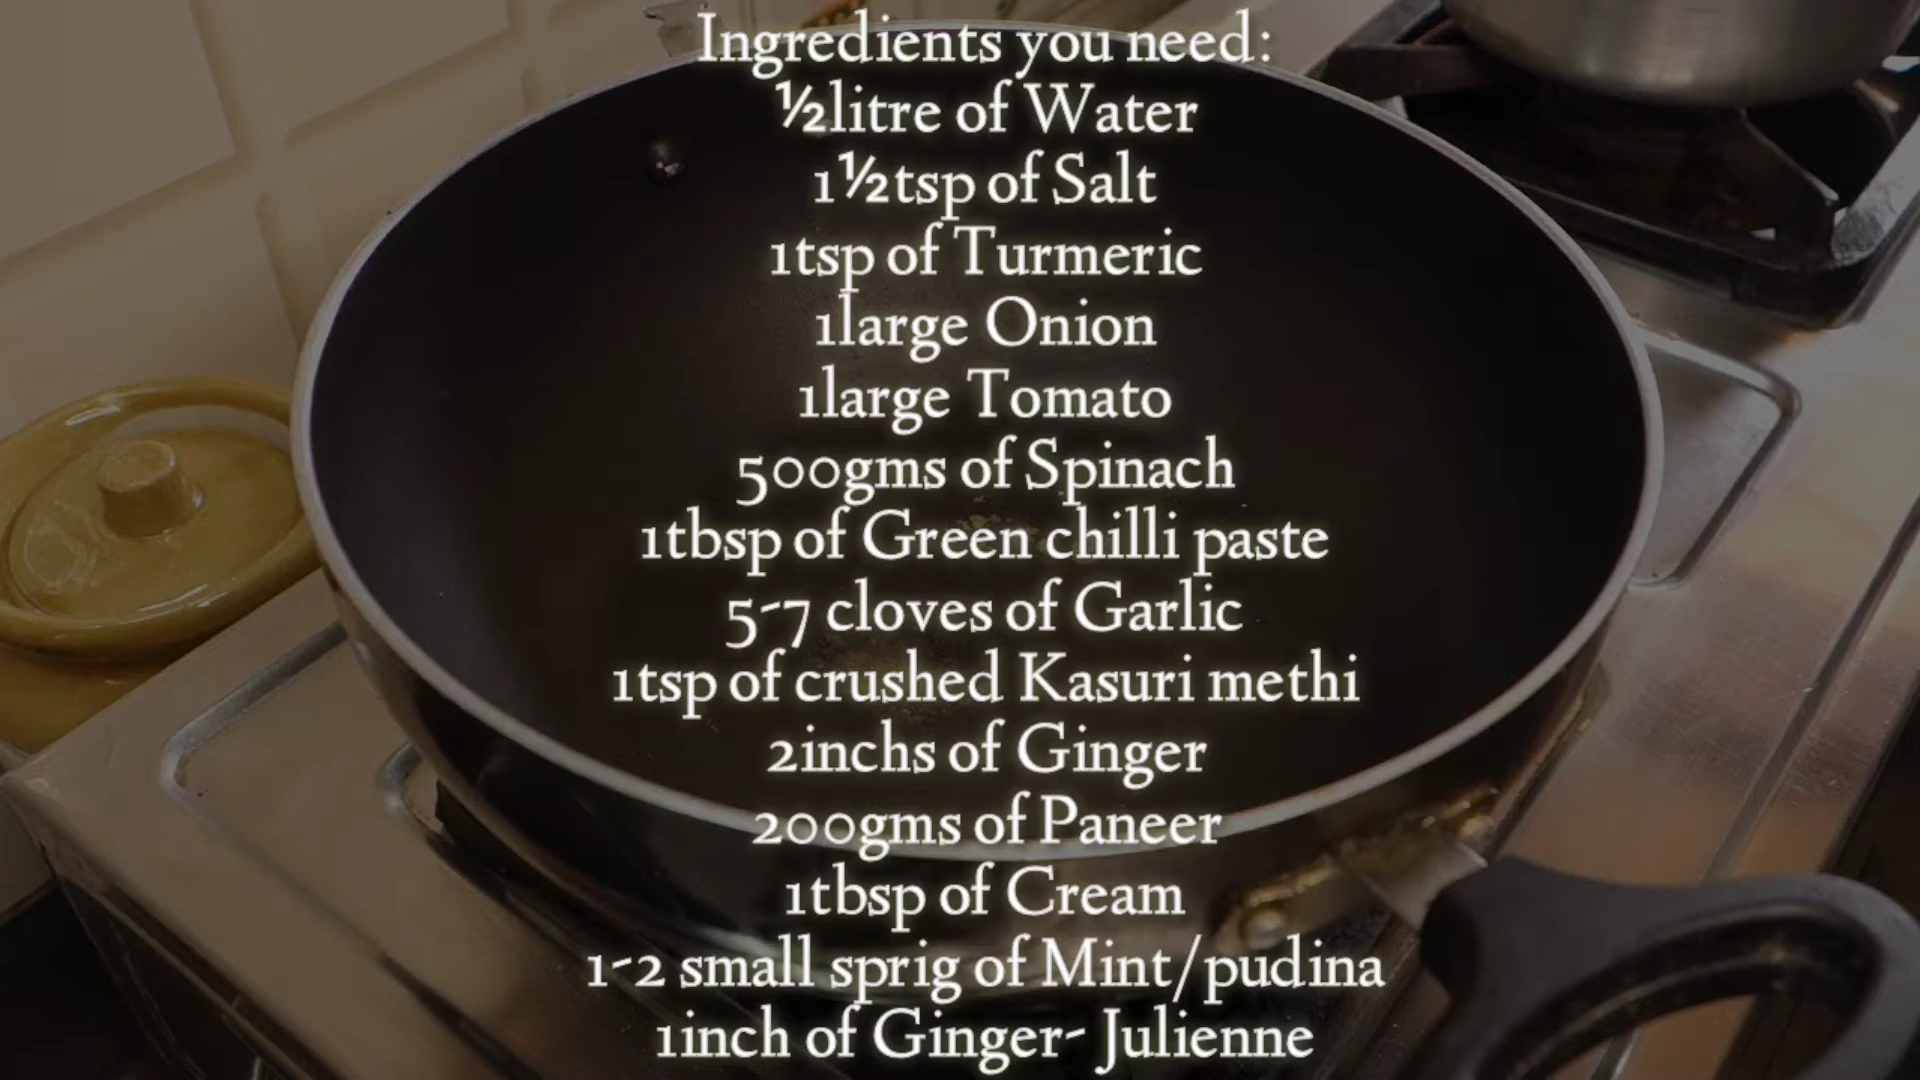 Ingredients you need:
½litre of Water
1½tsp of Salt
1tsp of Turmeric
1large Onion
1large Tomato
500gms of Spinach
1tbsp of Green chilli paste
5-7 cloves of Garlic
1tsp of crushed Kasuri methi
2inchs of Ginger
200gms of Paneer
1tbsp of Cream
1-2 small sprig of Mint/pudina
1inch of Ginger- Julienne